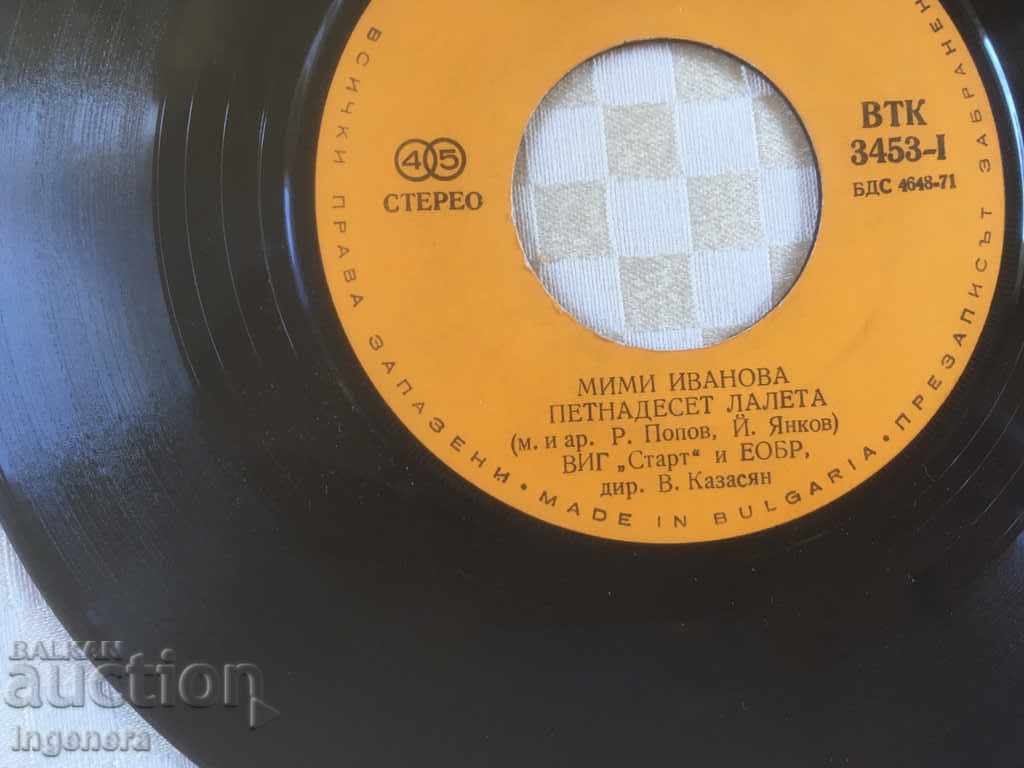 ВСИЧКИ ПРАВА ЗАПАЗЕНИ • MADE IN BULGARIA • ПРЕЗАПИСЪТ ЗАБРАНЕН
45
СТЕРЕО
ВТК
3453-I
БДС 4648-71
МИМИ ИВАНОВА
ПЕТНАДЕСЕТ ЛАЛЕТА
(м. и ар. Р. Попов, Й. Янков)
ВИГ „Старт“ и ЕОБР,
дир. В. Казасян
BALKAN
auction
Ingenera